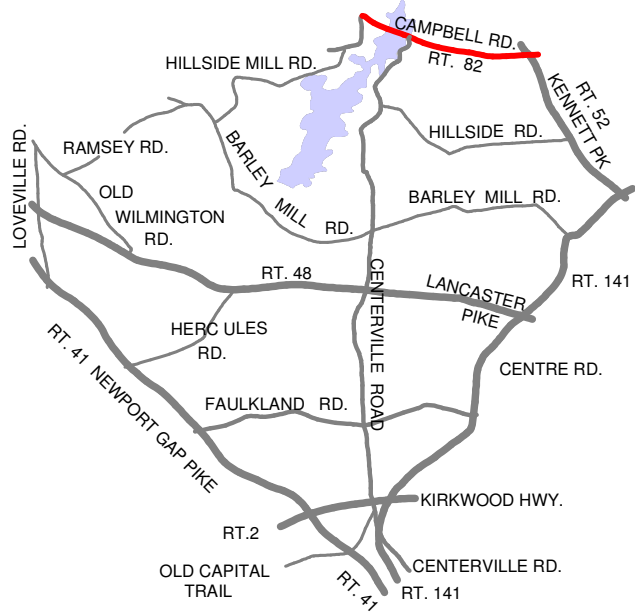 CAMPBELL RD.
RT. 82
HILLSIDE MILL RD.
RT. 52
KENNETT PK
HILLSIDE RD.
RAMSEY RD.
BARLEY
MILL
RD.
LOVEVILLE RD.
OLD
WILMINGTON
RD.
BARLEY MILL RD.
RT. 48
CENTERVILLE ROAD
LANCASTER
PIKE
RT. 141
HERC ULES
RD.
RT. 41 NEWPORT GAP PIKE
CENTRE RD.
FAULKLAND RD.
KIRKWOOD HWY.
RT.2
OLD CAPITAL
TRAIL
CENTERVILLE RD.
RT. 41
RT. 141